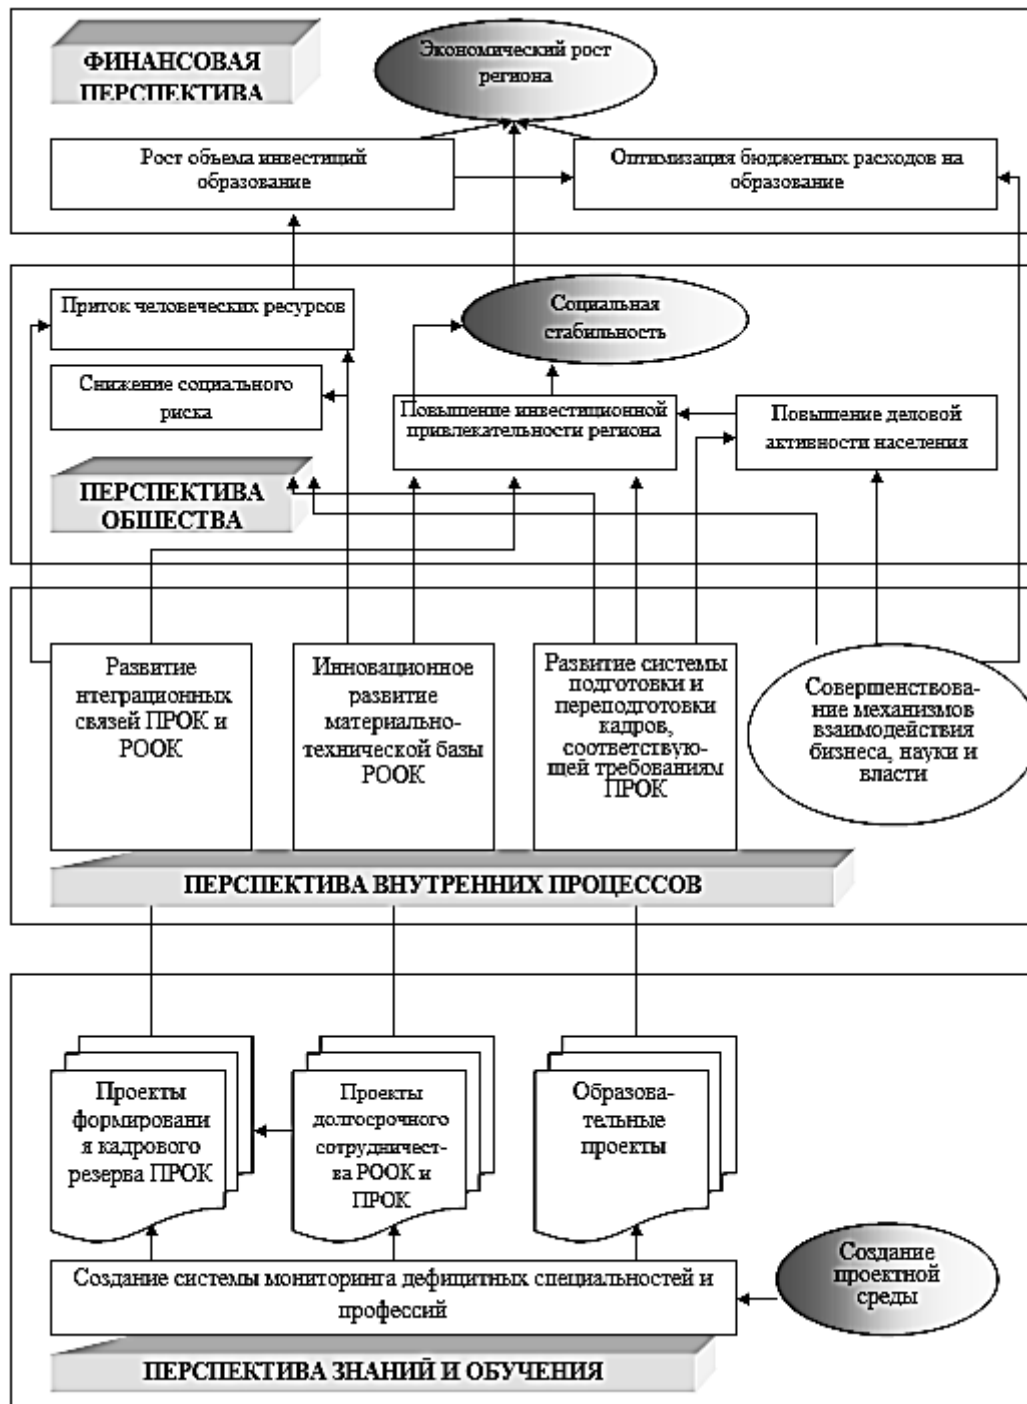 ФИНАНСОВАЯ
ПЕРСПЕКТИВА
Экономический рост
региона
Рост объема инвестиций
образование
Оптимизация бюджетных расходов на
образование
Приток человеческих ресурсов
Социальная
стабильность
Снижение социального
риска
Повышение инвестиционной
привлекательности региона
Повышение деловой
активности населения
ПЕРСПЕКТИВА
ОБЩЕСТВА
Развитие
нтеграционных
связей ПРОК и
РООК
Инновационное
развитие
материально-
технической базы
РООК
Развитие системы
подготовки и
переподготовки
кадров,
соответствую-
щей требованиям
ПРОК
Совершенствова-
ние механизмов
взаимодействия
бизнеса, науки и
власти
ПЕРСПЕКТИВА ВНУТРЕННИХ ПРОЦЕССОВ
Проекты
формировани
я кадрового
резерва ПРОК
Проекты
долгосрочного
сотрудничест-
ва РООК и
ПРОК
Образова-
тельные
проекты
Создание системы мониторинга дефицитных специальностей и
профессий
Создание
проектной
среды
ПЕРСПЕКТИВА ЗНАНИЙ И ОБУЧЕНИЯ